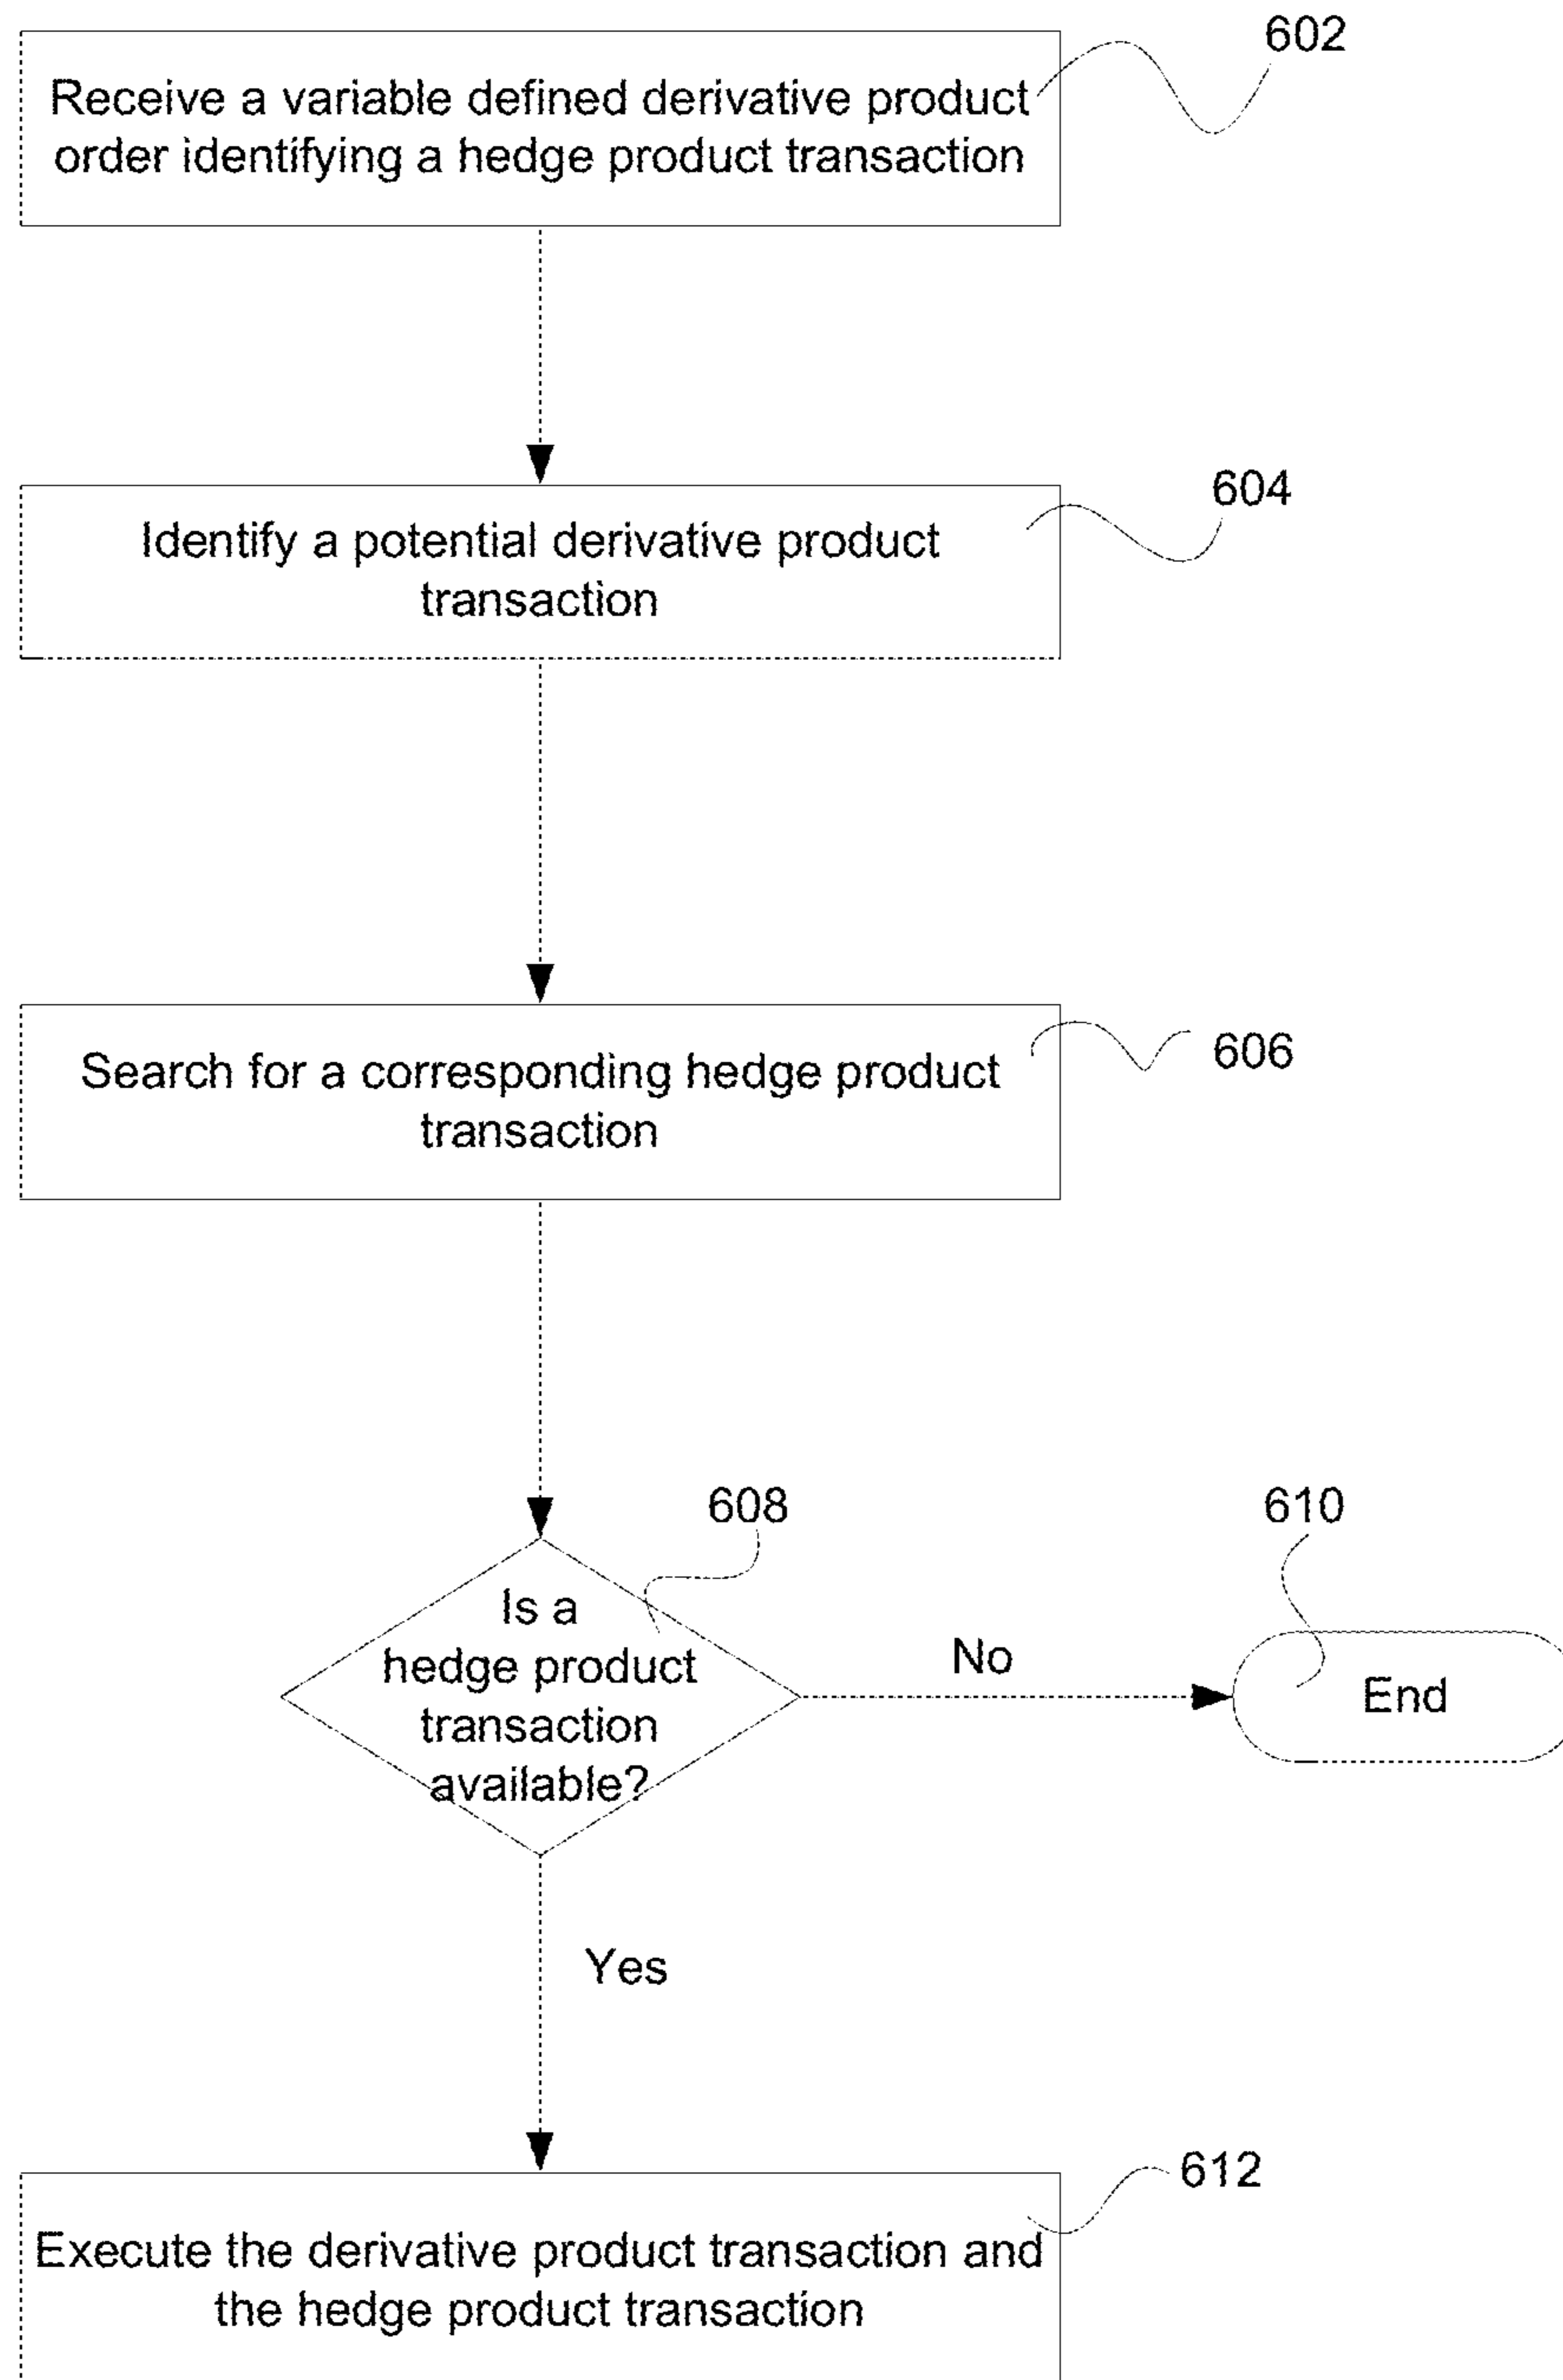 602
Receive a variable defined derivative product
order identifying a hedge product transaction
604
Identify a potential derivative product
transaction
606
Search for a corresponding hedge product
transaction
608
610
Is a
hedge product
transaction
available?
No
End
Yes
612
Execute the derivative product transaction and
the hedge product transaction